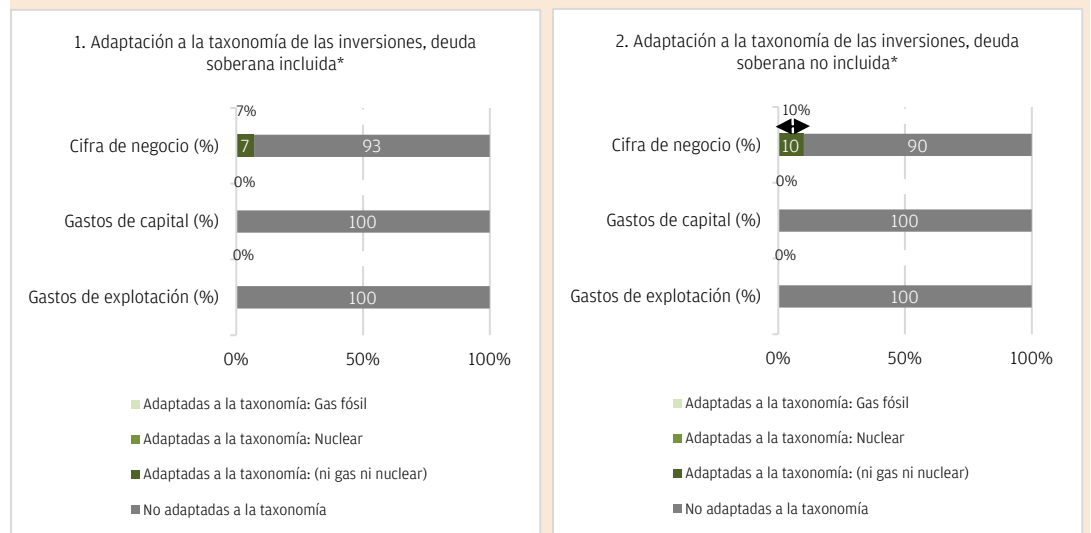 1. Adaptación a la taxonomía de las inversiones, deuda
soberana incluida*
7%
Cifra de negocio (%)
7
93
0%
Gastos de capital (%)
100
0%
Gastos de explotación (%)
100
0%
50%
100%
Adaptadas a la taxonomía: Gas fósil
Adaptadas a la taxonomía: Nuclear
Adaptadas a la taxonomía: (ni gas ni nuclear)
No adaptadas a la taxonomía
2. Adaptación a la taxonomía de las inversiones, deuda
soberana no incluida*
10%
Cifra de negocio (%)
10
90
0%
Gastos de capital (%)
100
0%
Gastos de explotación (%)
100
0%
50%
100%
Adaptadas a la taxonomía: Gas fósil
Adaptadas a la taxonomía: Nuclear
Adaptadas a la taxonomía: (ni gas ni nuclear)
No adaptadas a la taxonomía